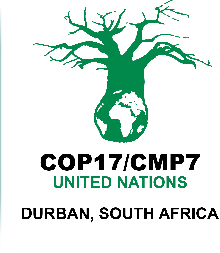 COP17/CMP7
UNITED NATIONS
DURBAN, SOUTH AFRICA